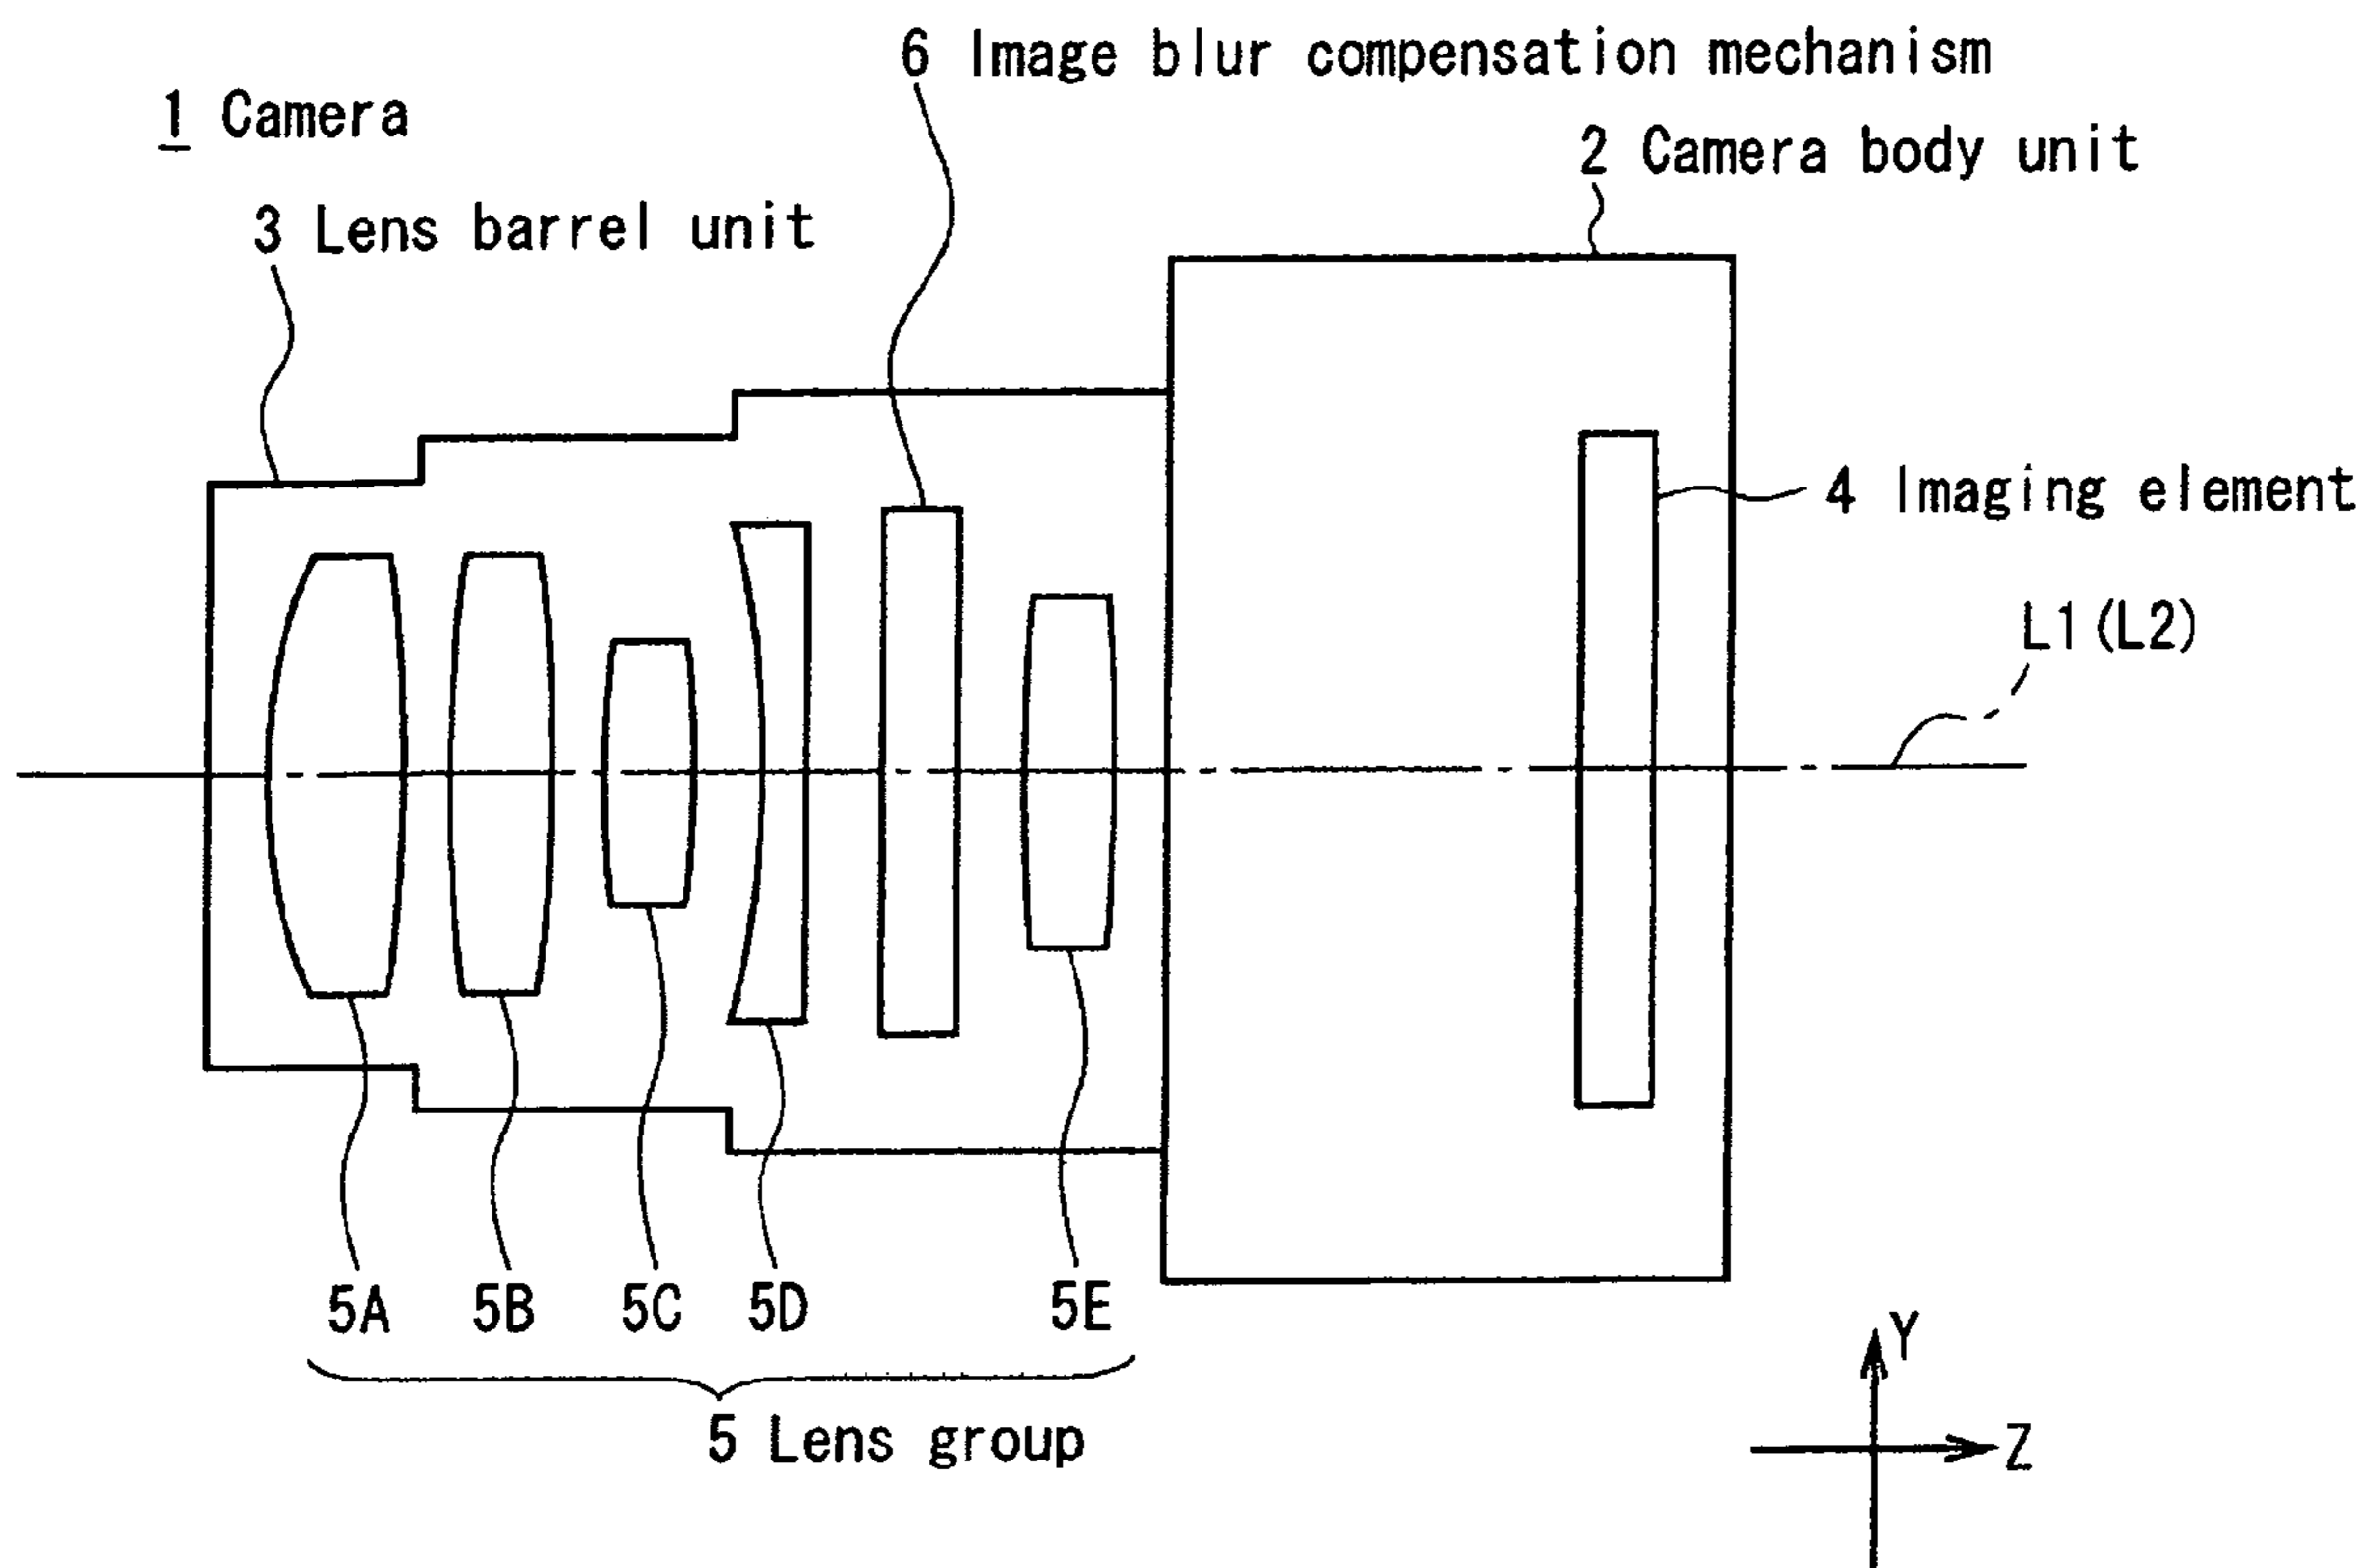 6 Image blur compensation mechanism
1 Camera
2 Camera body unit
3 Lens barrel unit
4 Imaging element
L1(L2)
5A 5B 5C 5D 5E
5 Lens group
Y
Z